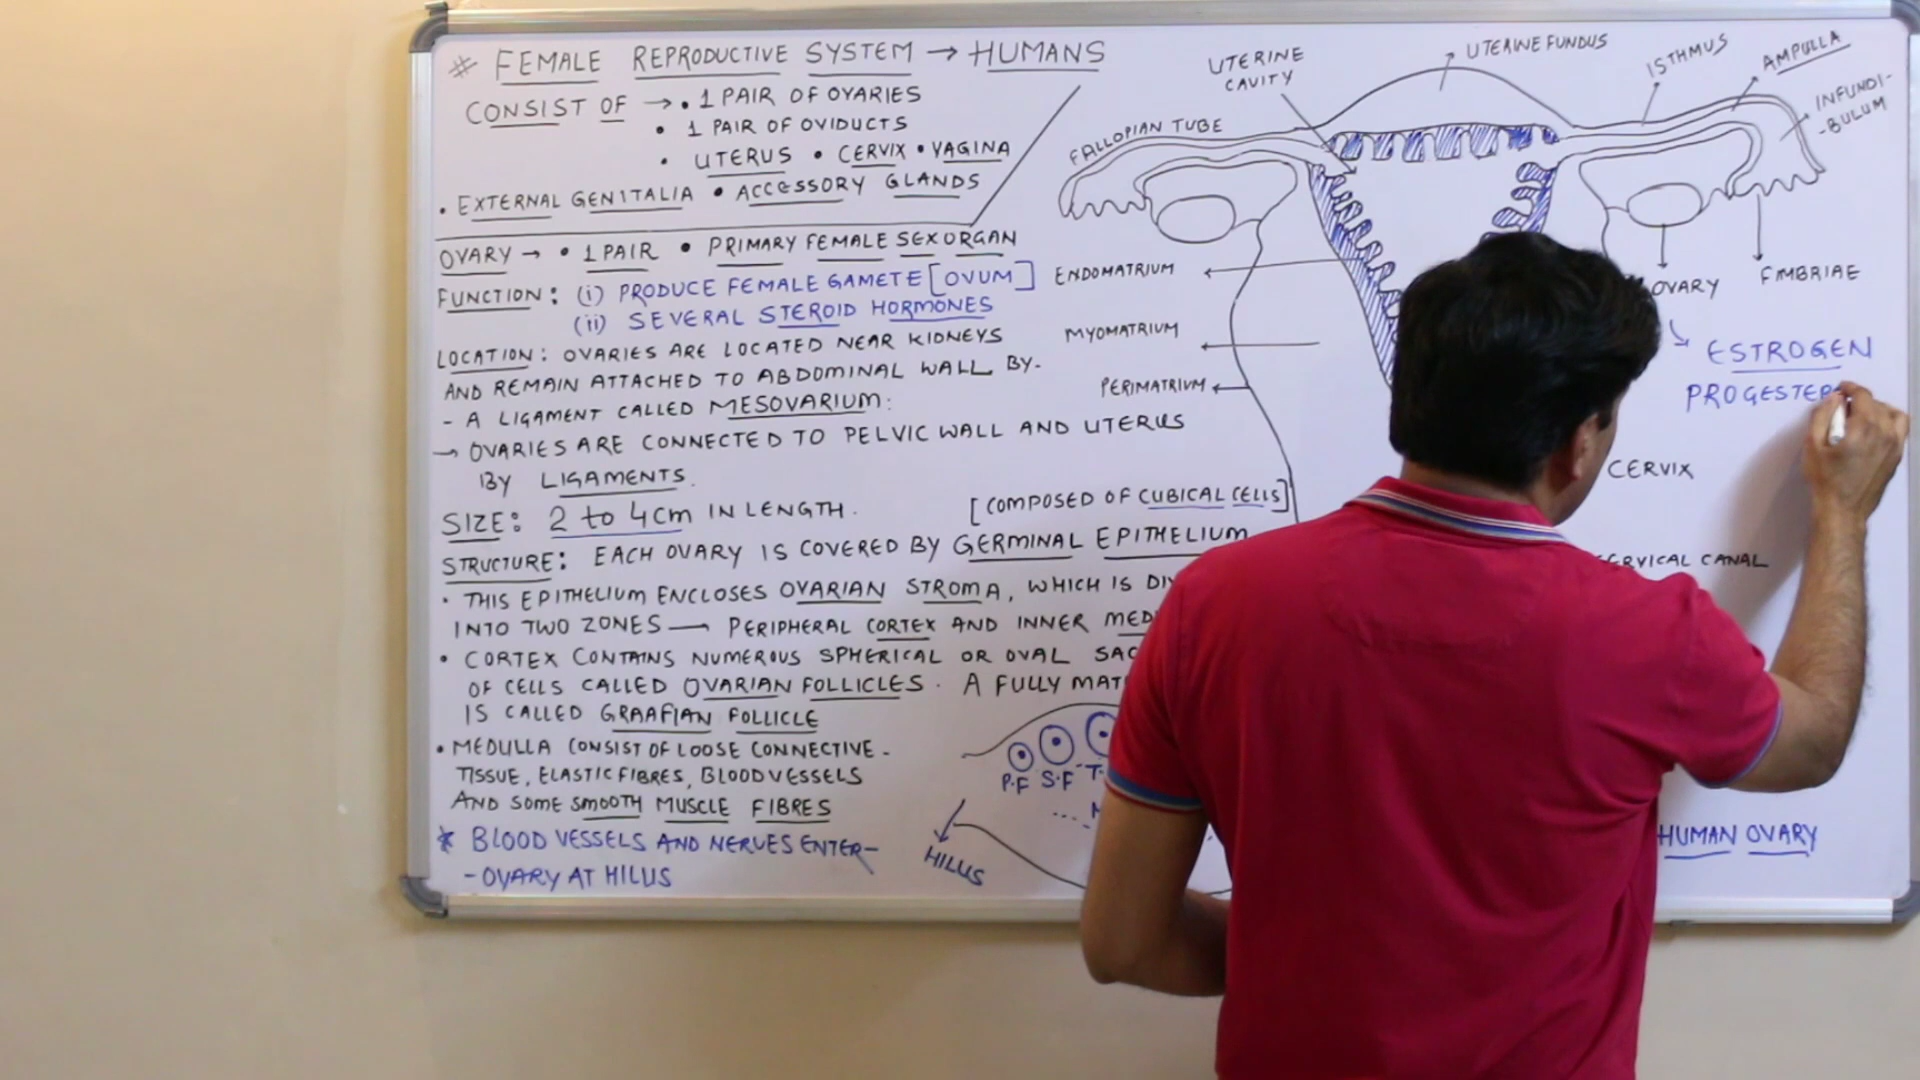 # FEMALE REPRODUCTIVE SYSTEM → HUMANS
CONSIST OF → • 1 PAIR OF OVARIES
• 1 PAIR OF OVIDUCTS
• UTERUS • CERVIX • VAGINA
• EXTERNAL GENITALIA • ACCESSORY GLANDS
OVARY → • 1 PAIR • PRIMARY FEMALE SEX ORGAN
FUNCTION: (i) PRODUCE FEMALE GAMETE [OVUM]
(ii) SEVERAL STEROID HORMONES
LOCATION: OVARIES ARE LOCATED NEAR KIDNEYS
AND REMAIN ATTACHED TO ABDOMINAL WALL BY-
- A LIGAMENT CALLED MESOVARIUM:
→ OVARIES ARE CONNECTED TO PELVIC WALL AND UTERUS
BY LIGAMENTS.
SIZE: 2 to 4cm IN LENGTH.
[COMPOSED OF CUBICAL CELLS]
STRUCTURE: EACH OVARY IS COVERED BY GERMINAL EPITHELIUM
• THIS EPITHELIUM ENCLOSES OVARIAN STROMA, WHICH IS DIV
INTO TWO ZONES — PERIPHERAL CORTEX AND INNER MED
• CORTEX CONTAINS NUMEROUS SPHERICAL OR OVAL SAC
OF CELLS CALLED OVARIAN FOLLICLES. A FULLY MAT
IS CALLED GRAAFIAN FOLLICLE
• MEDULLA CONSIST OF LOOSE CONNECTIVE-
TISSUE, ELASTIC FIBRES, BLOOD VESSELS
AND SOME SMOOTH MUSCLE FIBRES
* BLOOD VESSELS AND NERVES ENTER-
- OVARY AT HILUS
UTERINE
CAVITY
UTERINE FUNDUS
ISTHMUS
AMPULLA
INFUNDI-
-BULUM
FALLOPIAN TUBE
ENDOMATRIUM
MYOMATRIUM
PERIMATRIUM
OVARY
FIMBRIAE
ESTROGEN
PROGESTER
CERVIX
CERVICAL CANAL
P.F S.F T.
HILUS
HUMAN OVARY